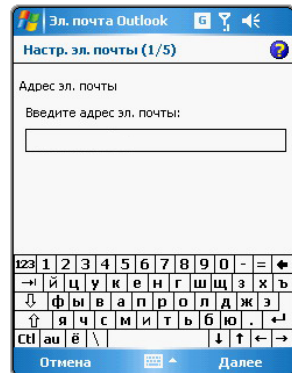 Эл. почта Outlook G
Настр. эл. почты (1/5) ?
Адрес эл. почты
Введите адрес эл. почты:
123 1 2 3 4 5 6 7 8 9 0 - = ←
й ц у к е н г ш щ з х ъ
ф ы в а п р о л д ж э
я ч с м и т ь б ю . ↵
Ctl au ё \ ↓ ↑ ← →
Отмена Далее